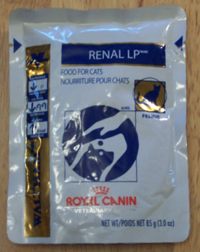 RENAL LP
FOOD FOR CATS
NOURRITURE POUR CHATS
FELINE
ROYAL CANIN
VETERINARY
NET WT/POIDS NET 85 g (3.0 oz)